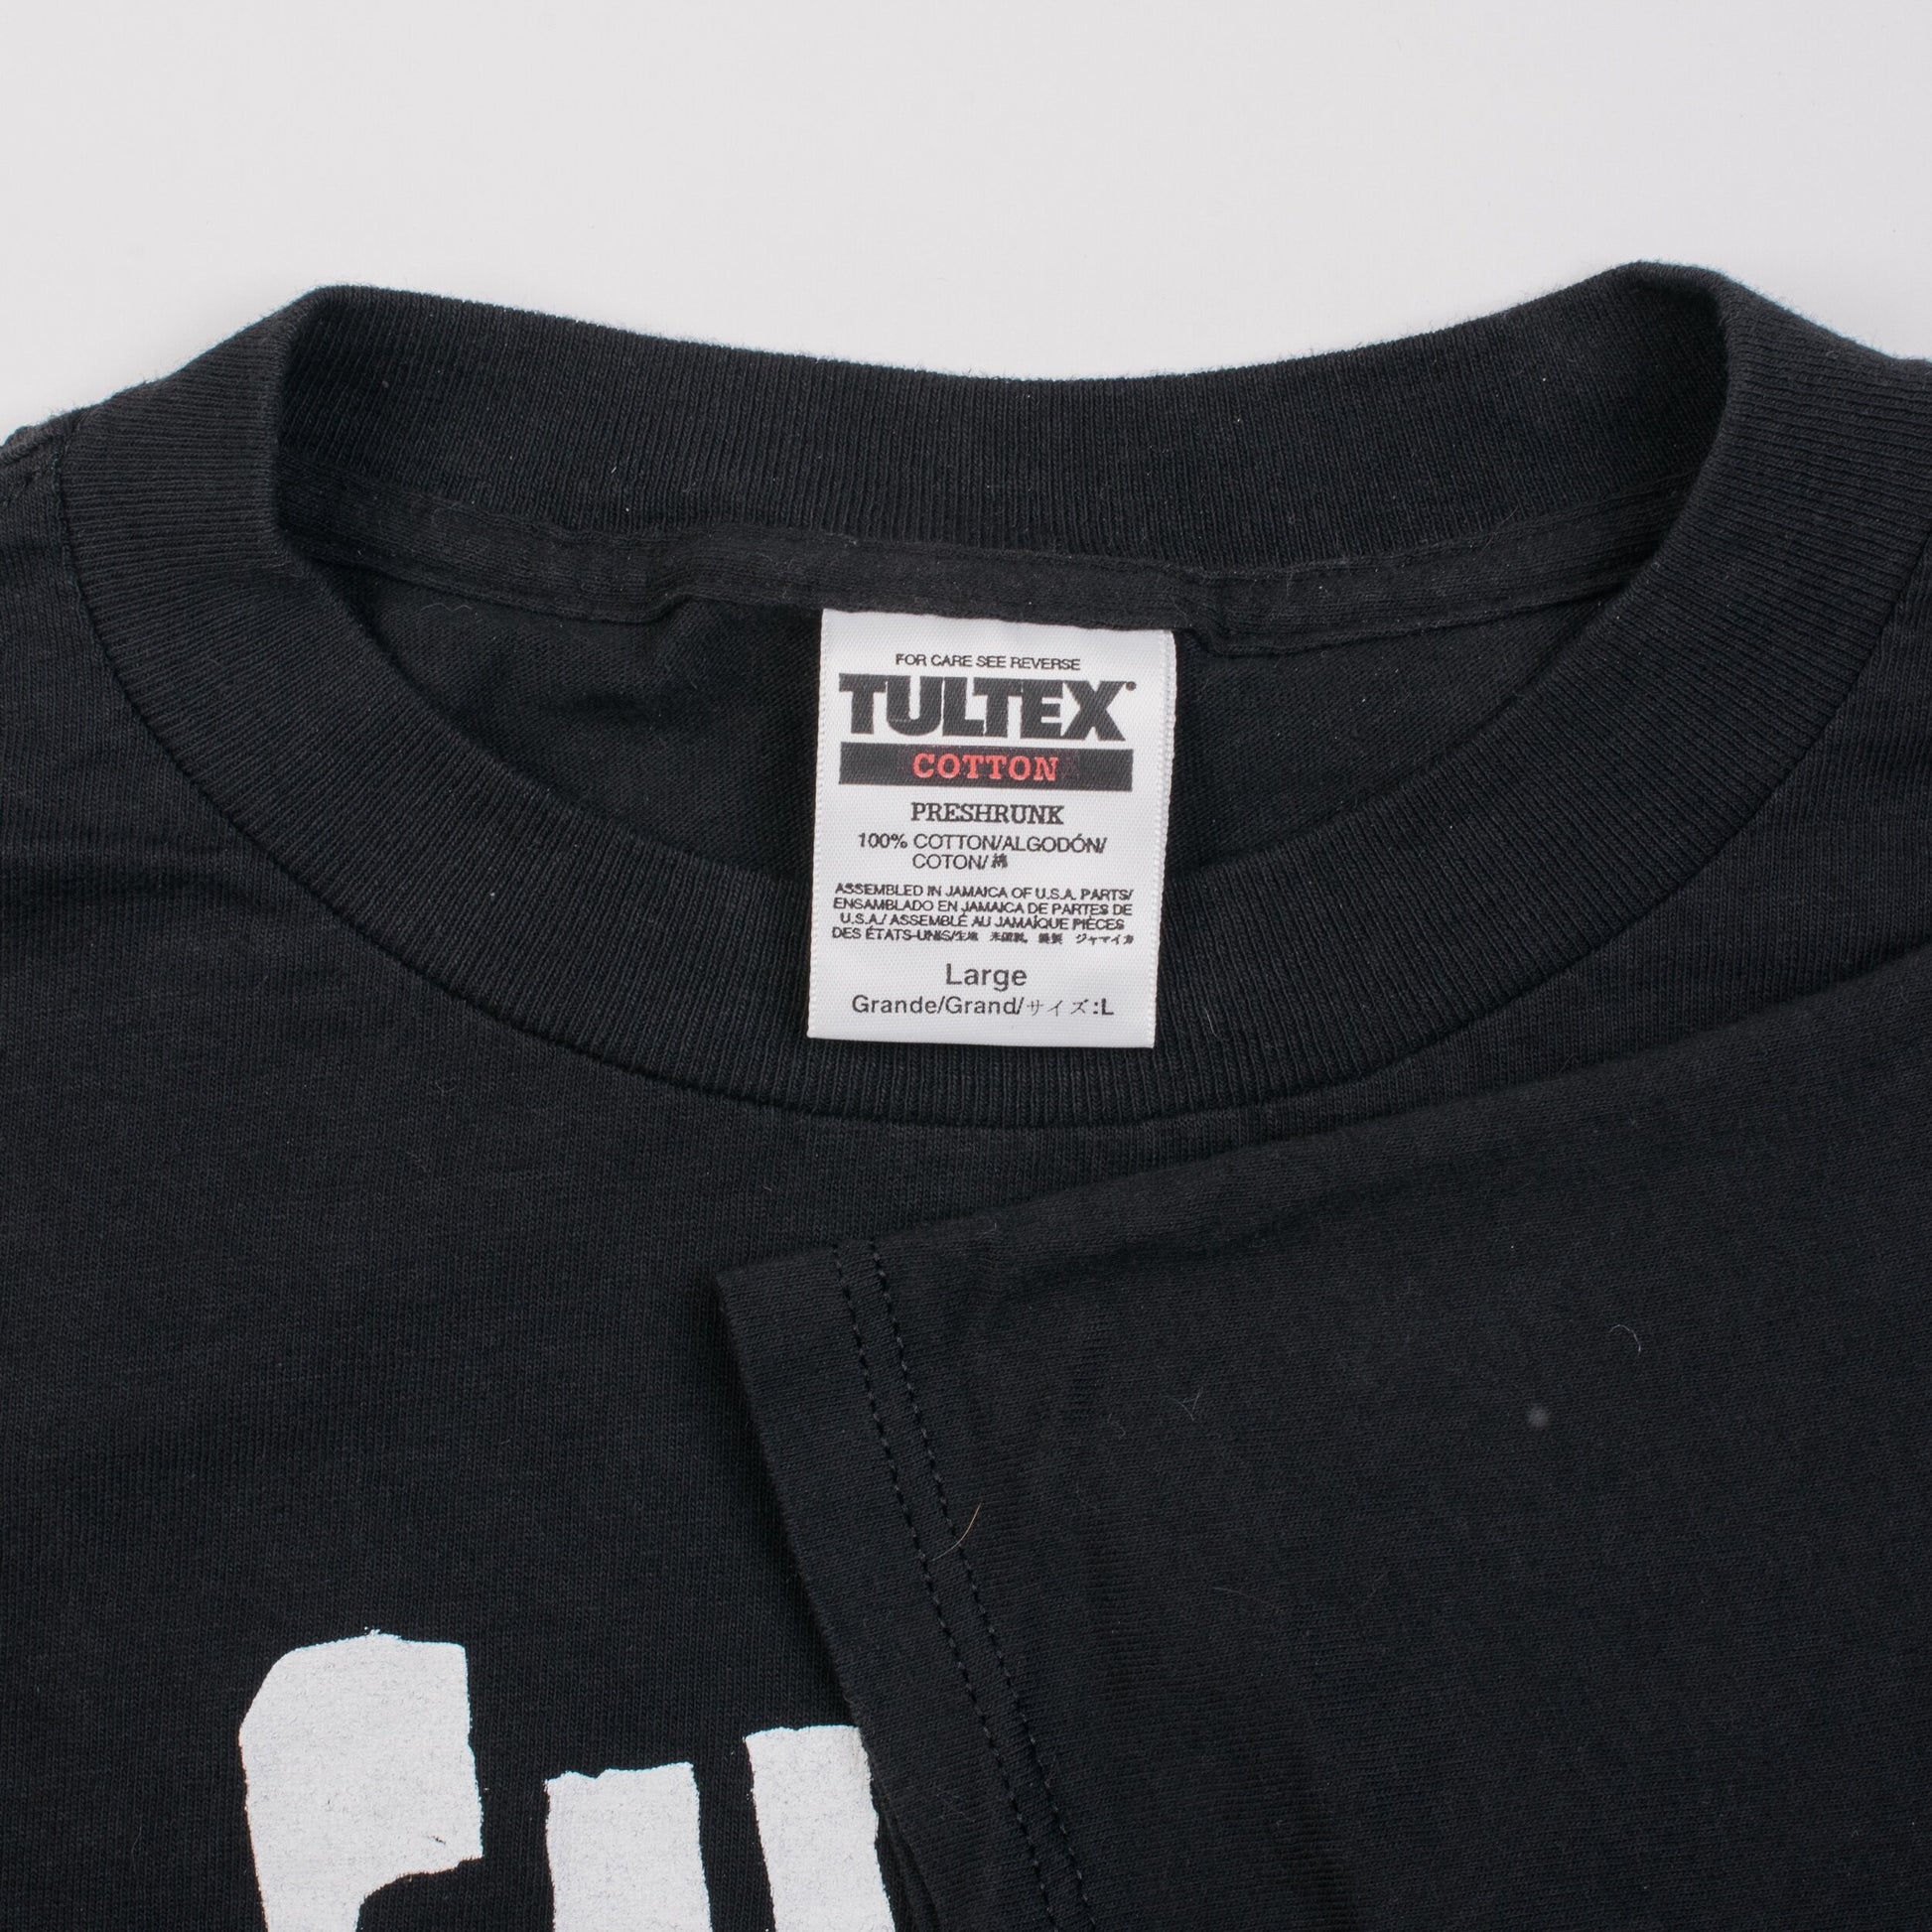 FOR CARE SEE REVERSE
TULTEX®
COTTON
PRESHRUNK
100% COTTON/ALGODÓN/
COTON/綿
ASSEMBLED IN JAMAICA OF U.S.A. PARTS/
ENSAMBLADO EN JAMAICA DE PARTES DE
U.S.A./ ASSEMBLÉ AU JAMAÏQUE PIÈCES
DES ÉTATS-UNIS/生地 米国製, 縫製 ジャマイカ
Large
Grande/Grand/サイズ:L